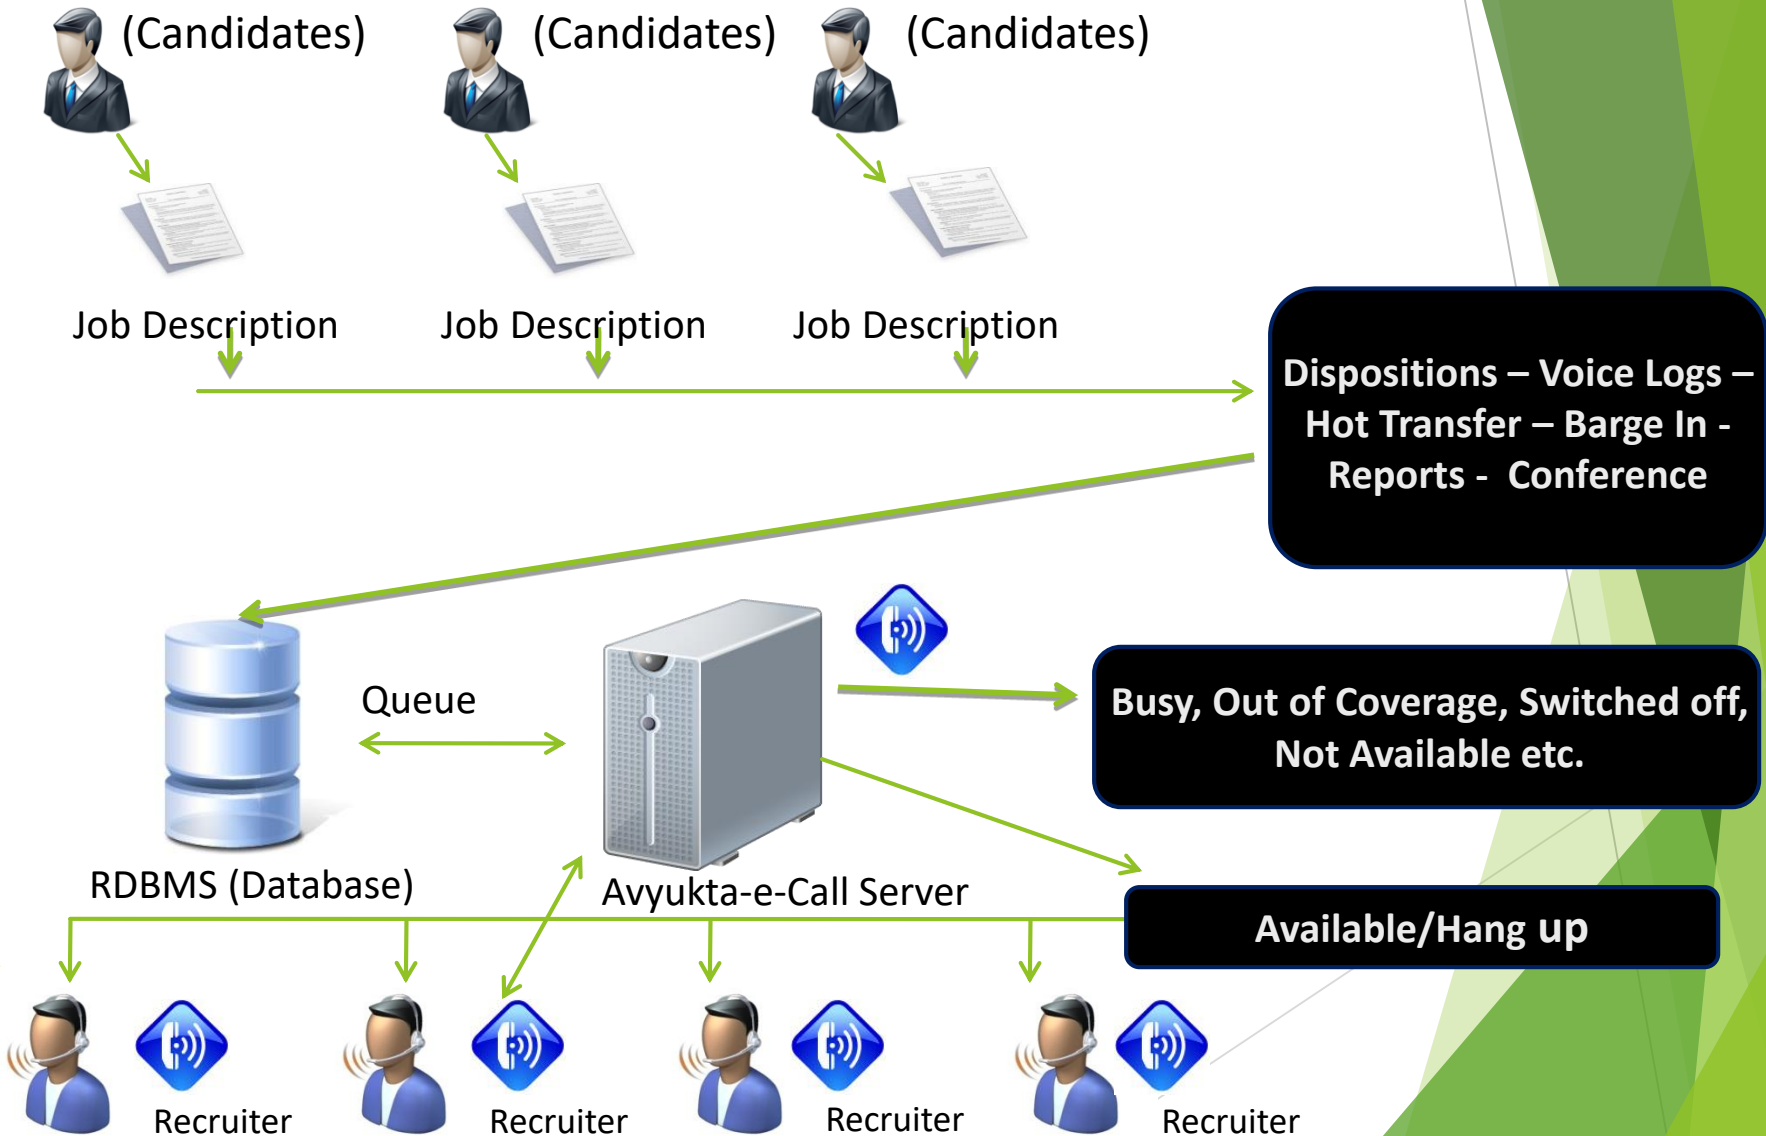 (Candidates)
(Candidates)
(Candidates)
Job Description
Job Description
Job Description
Dispositions – Voice Logs –
Hot Transfer – Barge In -
Reports - Conference
Queue
Busy, Out of Coverage, Switched off,
Not Available etc.
RDBMS (Database)
Avyukta-e-Call Server
Available/Hang up
Recruiter
Recruiter
Recruiter
Recruiter